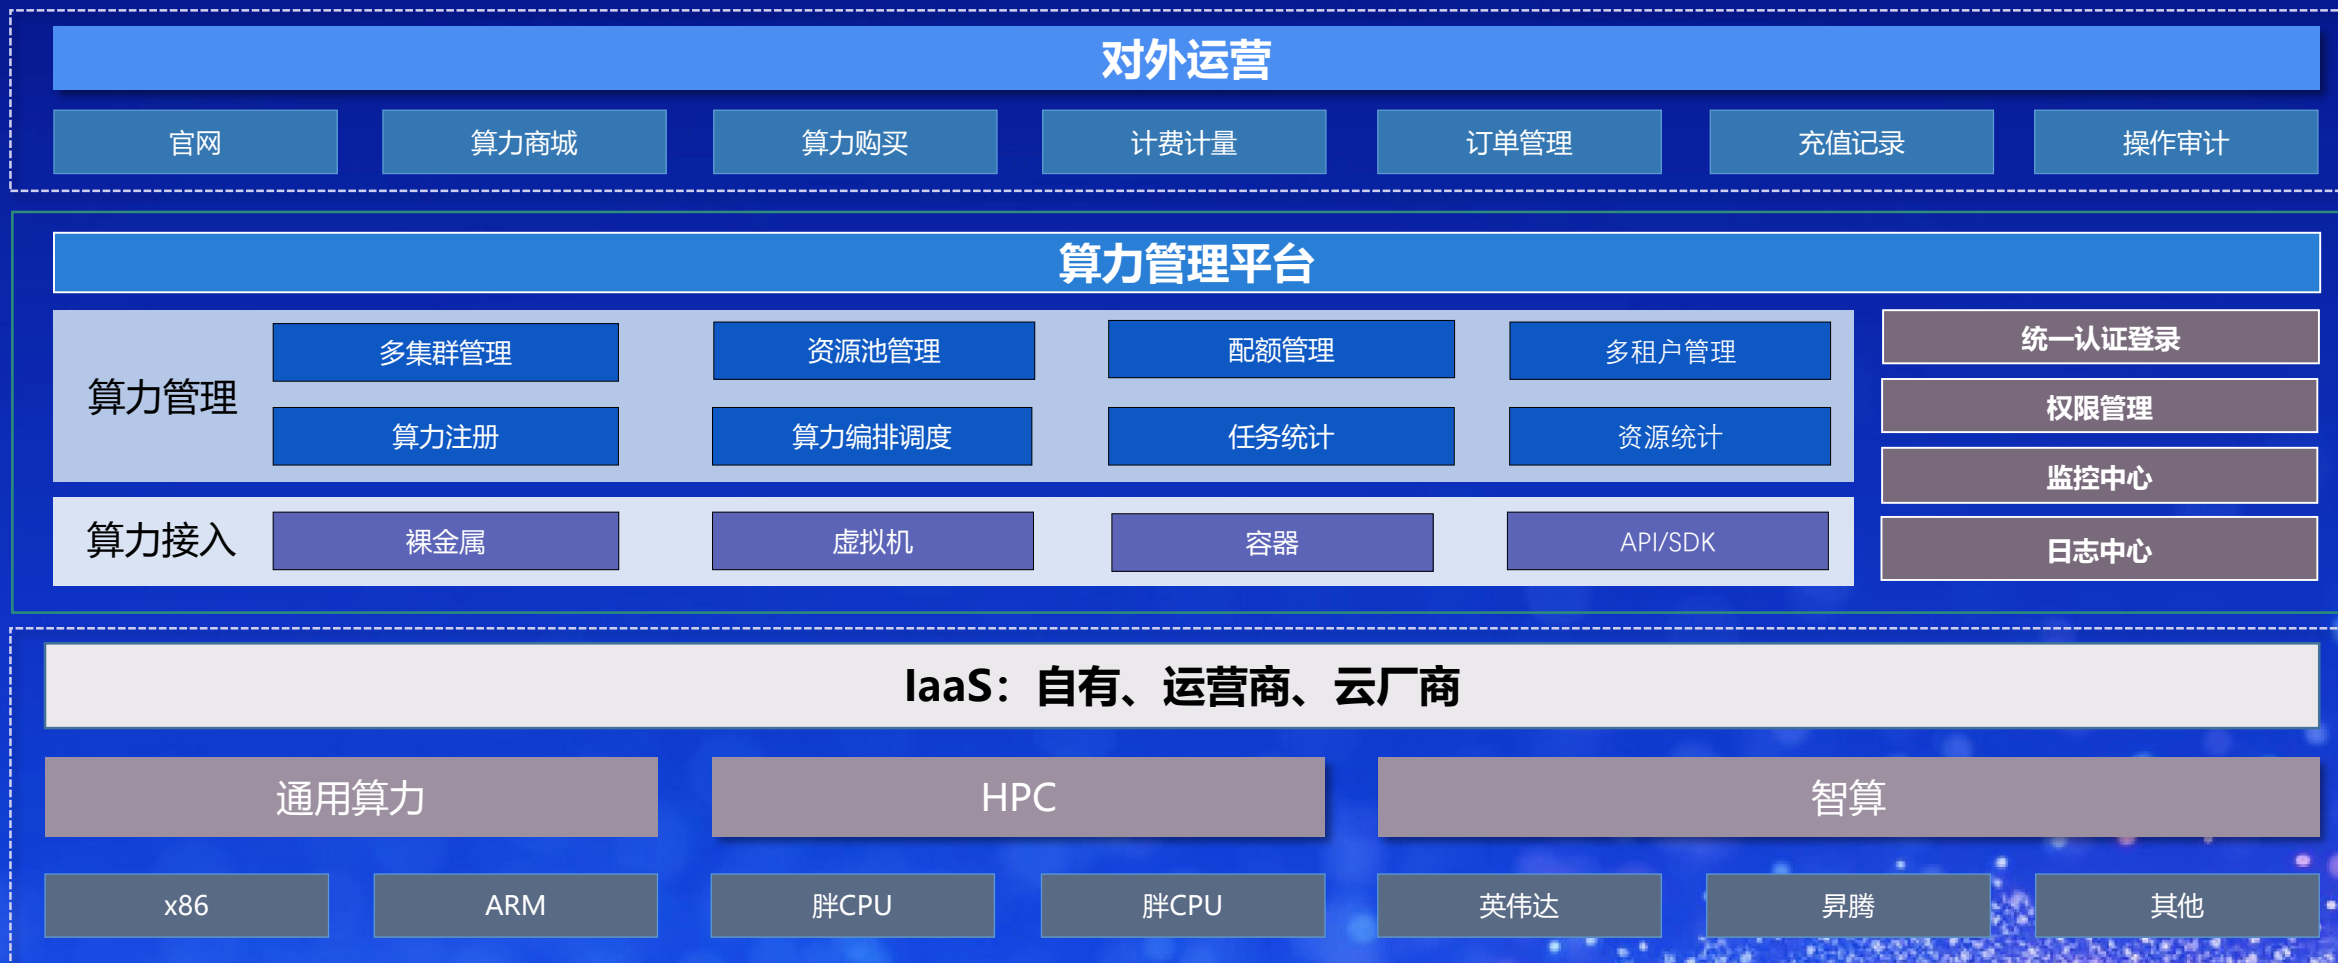 对外运营
官网
算力商城
算力购买
计费计量
订单管理
充值记录
操作审计
算力管理平台
算力管理
多集群管理
资源池管理
配额管理
多租户管理
算力注册
算力编排调度
任务统计
资源统计
算力接入
裸金属
虚拟机
容器
API/SDK
统一认证登录
权限管理
监控中心
日志中心
IaaS：自有、运营商、云厂商
通用算力
HPC
智算
x86
ARM
胖CPU
胖CPU
英伟达
昇腾
其他